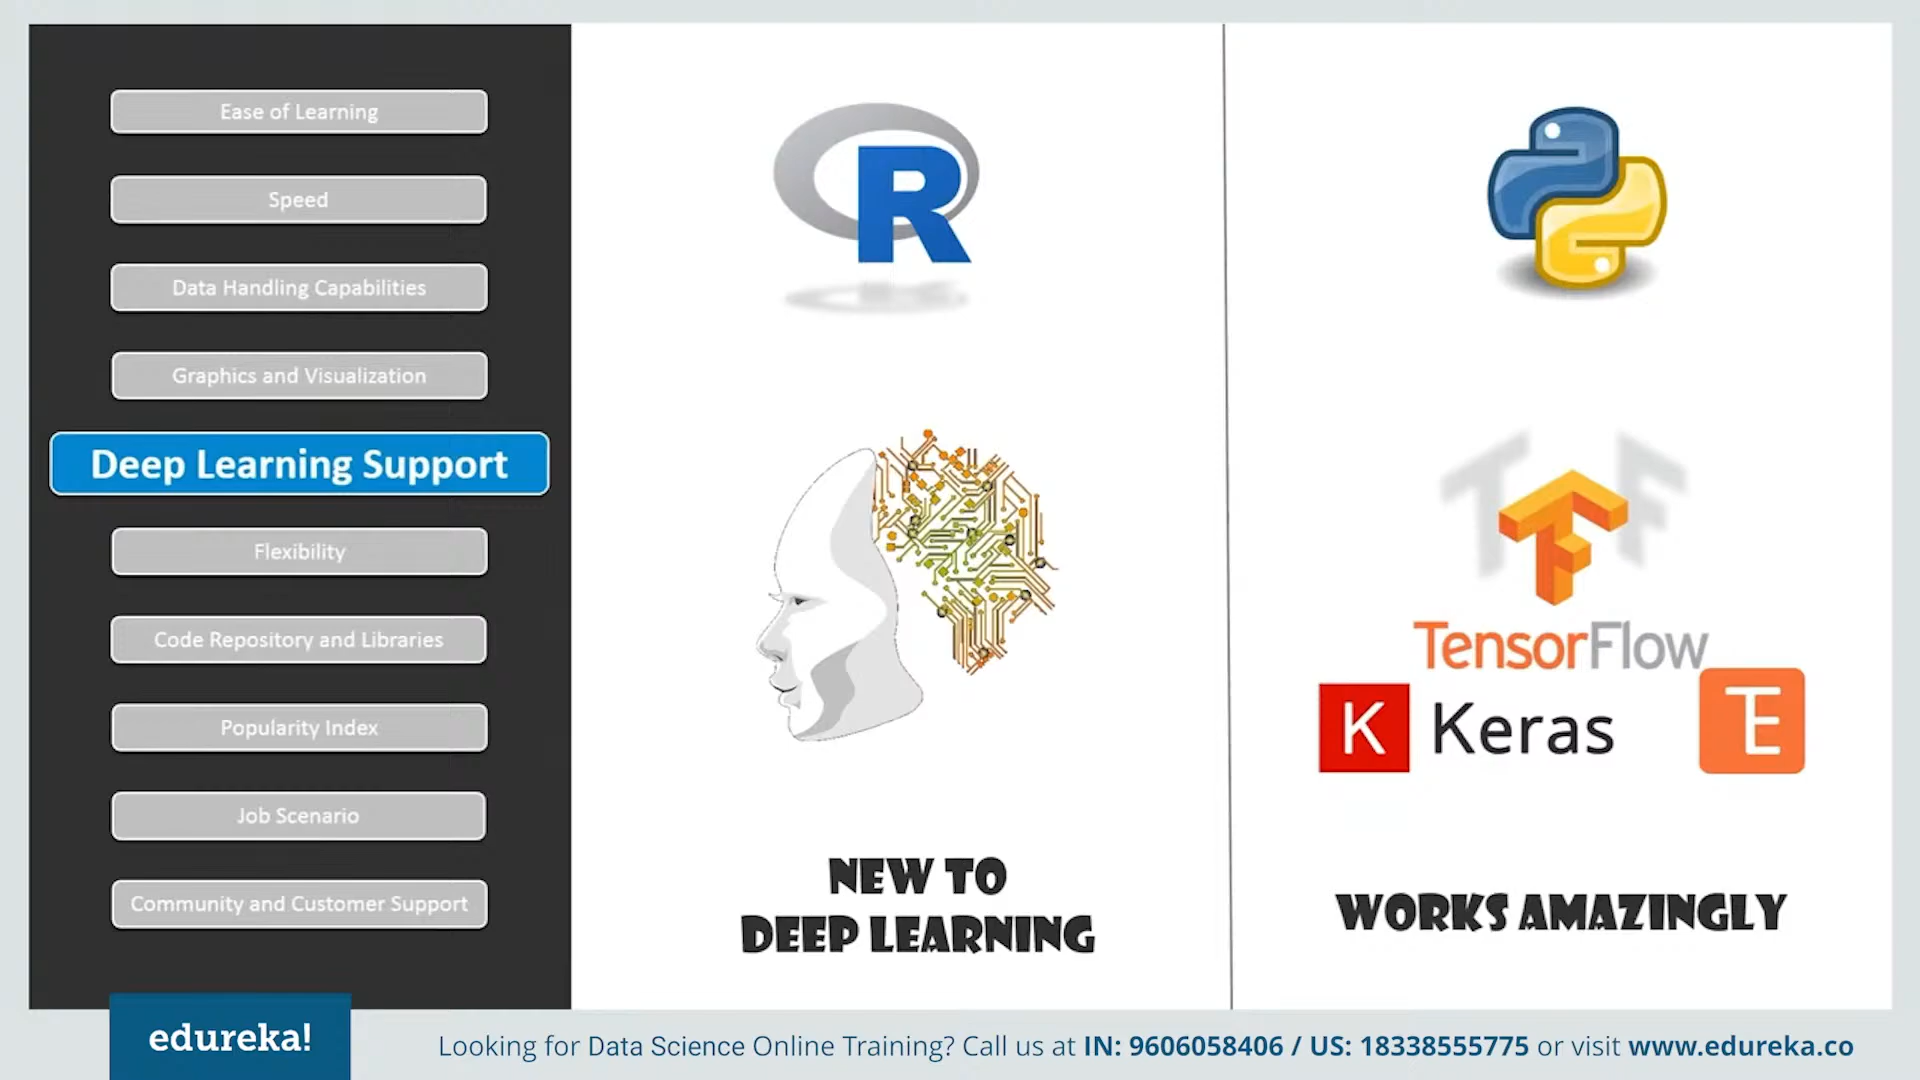 Ease of Learning
Speed
Data Handling Capabilities
Graphics and Visualization
Deep Learning Support
Flexibility
Code Repository and Libraries
Popularity Index
Job Scenario
Community and Customer Support
R
NEW TO
DEEP LEARNING
TF
TensorFlow
K Keras
TE
WORKS AMAZINGLY
edureka!
Looking for Data Science Online Training? Call us at IN: 9606058406 / US: 18338555775 or visit www.edureka.co